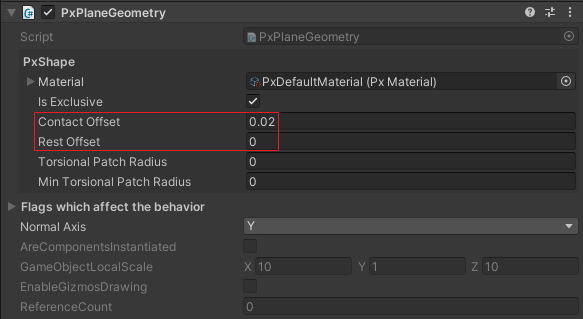 PxPlaneGeometry
Script PxPlaneGeometry
PxShape
Material PxDefaultMaterial (Px Material)
Is Exclusive
Contact Offset 0.02
Rest Offset 0
Torsional Patch Radius 0
Min Torsional Patch Radius 0
Flags which affect the behavior
Normal Axis Y
AreComponentsInstantiated
GameObjectLocalScale X 10 Y 1 Z 10
EnableGizmosDrawing
ReferenceCount 0